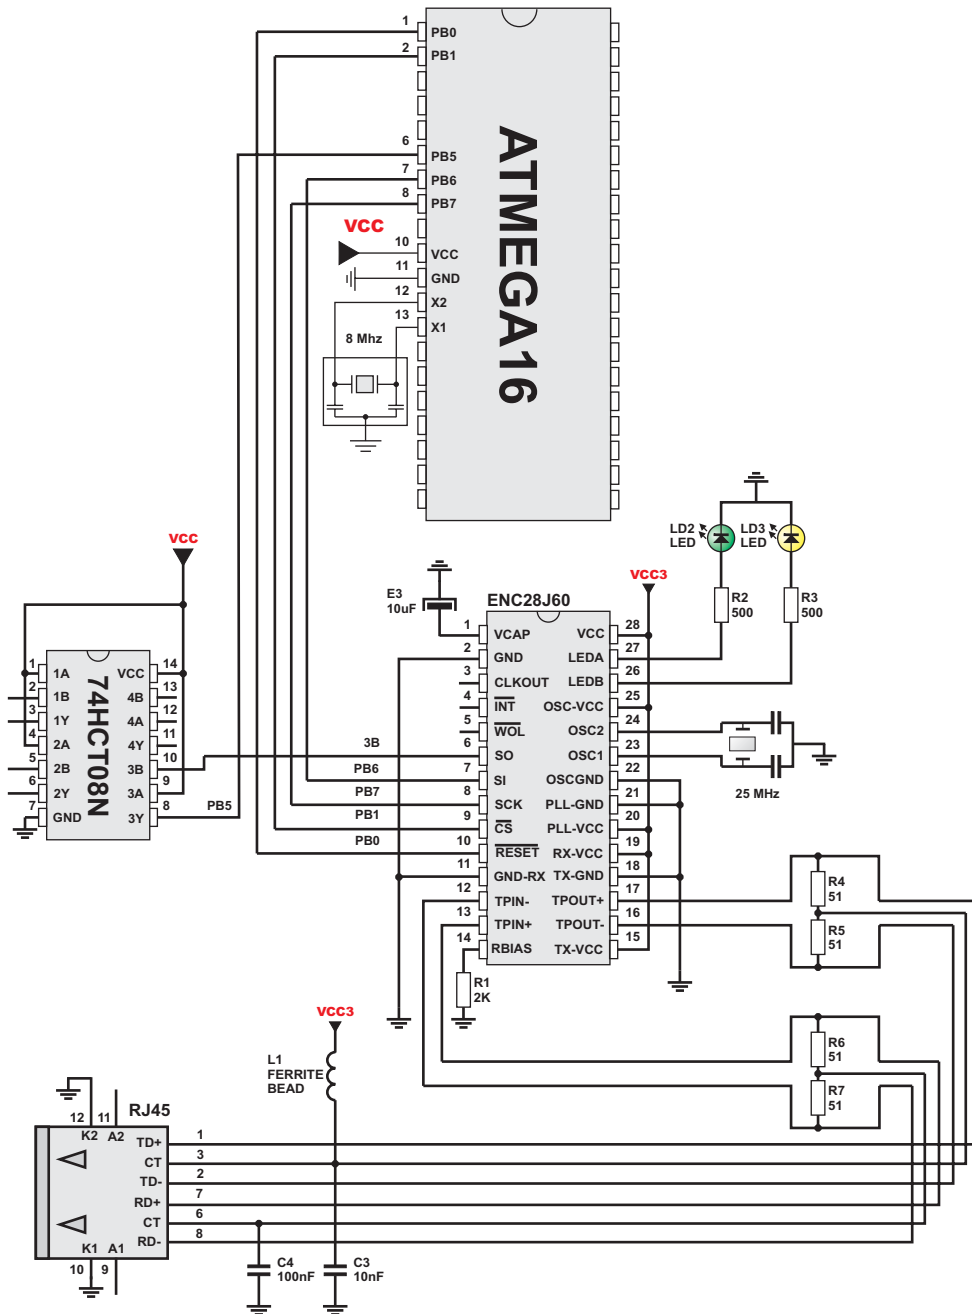 1 PB0
2 PB1
6 PB5
7 PB6
8 PB7
VCC
10 VCC
11 GND
12 X2
13 X1
8 Mhz
ATMEGA16
VCC
1 1A
2 1B
3 1Y
4 2A
5 2B
6 2Y
7 GND
74HCT08N
VCC 14
4B 13
4A 12
4Y 11
3B 10
3A 9
3Y 8
PB5
3B
PB6
PB7
PB1
PB0
E3
10uF
ENC28J60
1 VCAP
2 GND
3 CLKOUT
4 INT
5 WOL
6 SO
7 SI
8 SCK
9 CS
10 RESET
11 GND-RX
12 TPIN-
13 TPIN+
14 RBIAS
VCC 28
LEDA 27
LEDB 26
OSC-VCC 25
OSC2 24
OSC1 23
OSCGND 22
PLL-GND 21
PLL-VCC 20
RX-VCC 19
TX-GND 18
TPOUT+ 17
TPOUT- 16
TX-VCC 15
VCC3
LD2
LED
LD3
LED
R2
500
R3
500
25 MHz
R4
51
R5
51
R1
2K
R6
51
R7
51
VCC3
L1
FERRITE
BEAD
RJ45
12 K2
11 A2
TD+ 1
CT 3
TD- 2
RD+ 7
CT 6
RD- 8
K1 10
A1 9
C4
100nF
C3
10nF